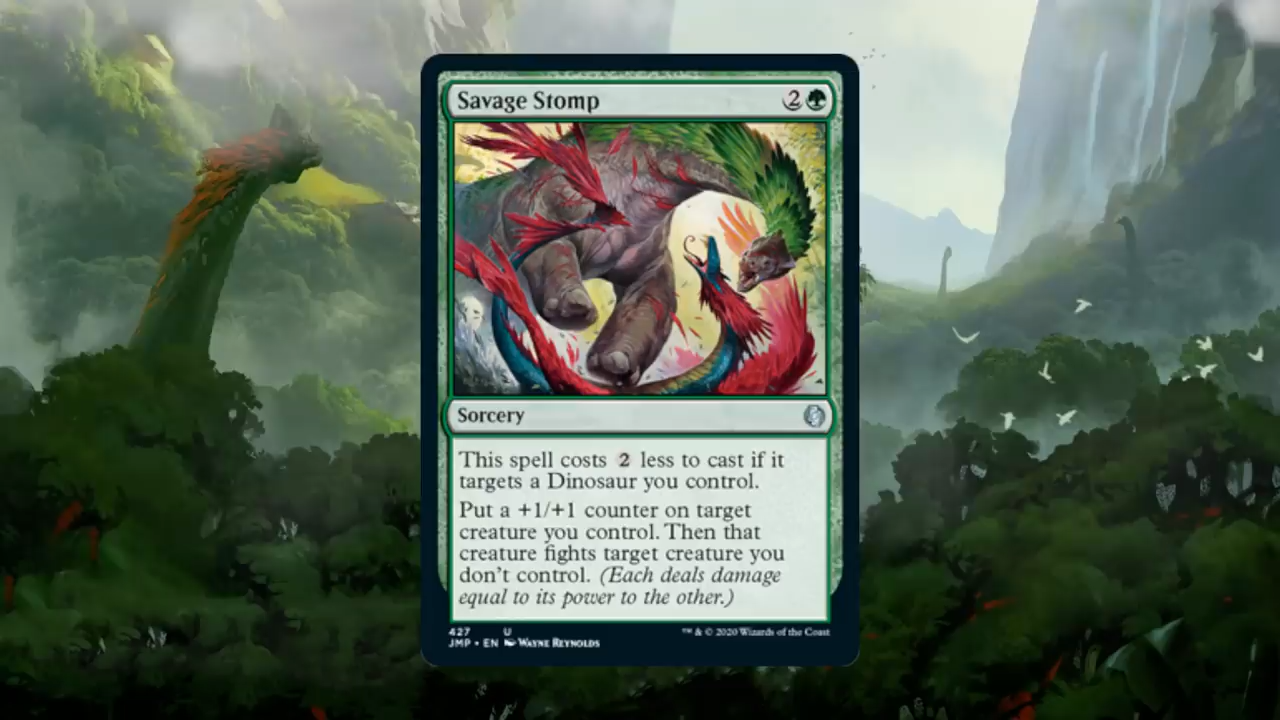 Savage Stomp 2
Sorcery
This spell costs 2 less to cast if it
targets a Dinosaur you control.
Put a +1/+1 counter on target
creature you control. Then that
creature fights target creature you
don't control. (Each deals damage
equal to its power to the other.)
427 U
JMP • EN Wayne Reynolds
™ & © 2020 Wizards of the Coast